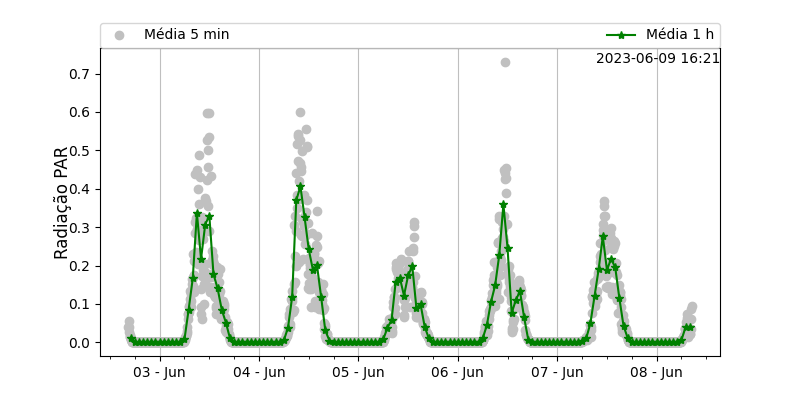 Média 5 min
Média 1 h
2023-06-09 16:21
Radiação PAR
0.7
0.6
0.5
0.4
0.3
0.2
0.1
0.0
03 - Jun
04 - Jun
05 - Jun
06 - Jun
07 - Jun
08 - Jun